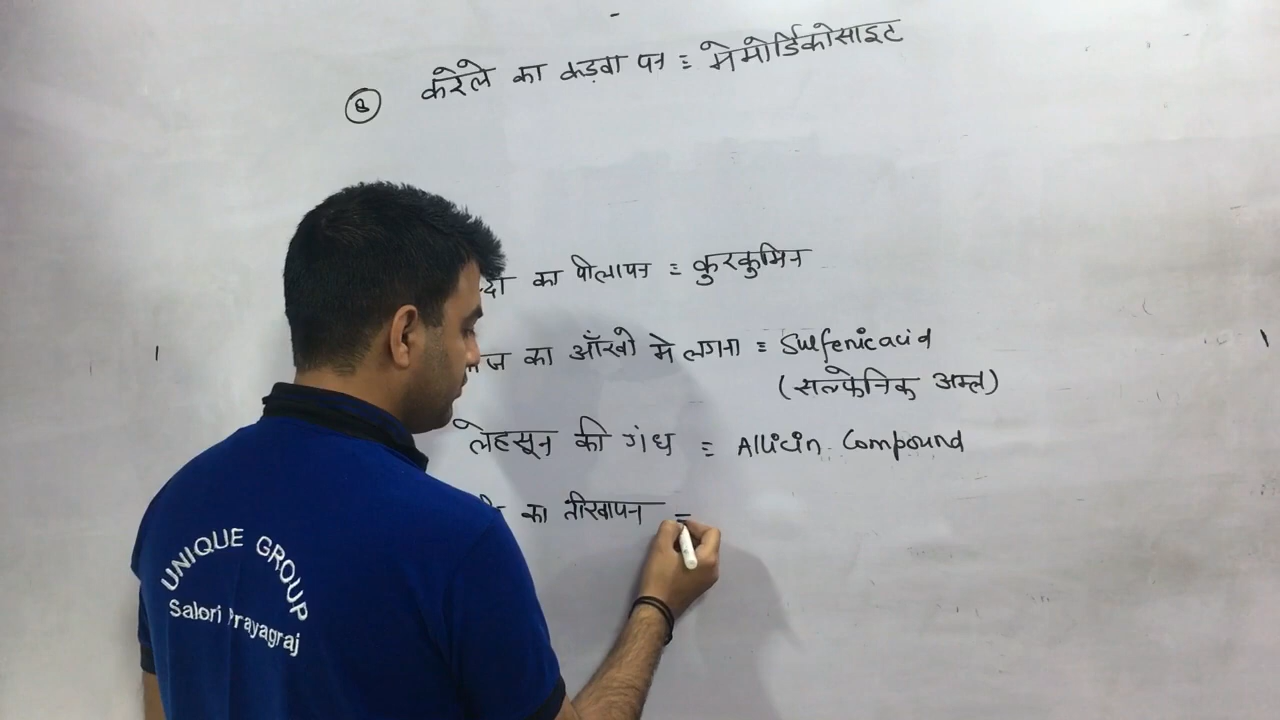 8 करेले का कड़वा पन = मेमोर्डिकोसाइट
का पीलापन = कुरकुमिन
का आँखो मे लगना = Sulfenic acid
(सल्फेनिक अम्ल)
लेहसून की गंध = Allicin Compound
का तीखापन =
UNIQUE GROUP
Salori Prayagraj